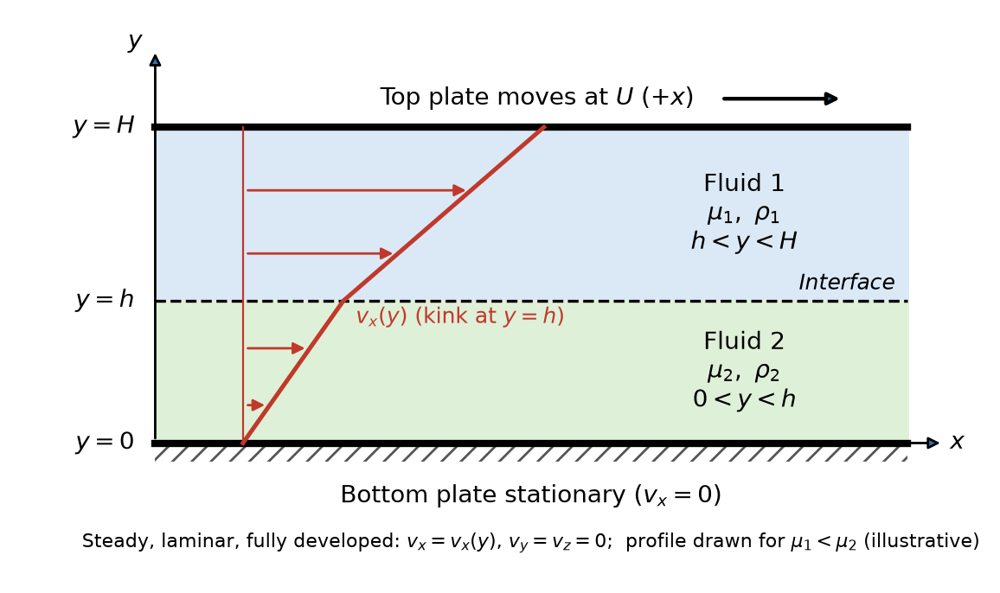 y
Top plate moves at U (+x)
y = H
Fluid 1
μ₁, ρ₁
h < y < H
Interface
y = h
vₓ(y) (kink at y = h)
Fluid 2
μ₂, ρ₂
0 < y < h
y = 0
x
Bottom plate stationary (vₓ = 0)
Steady, laminar, fully developed: vₓ = vₓ(y), v_y = v_z = 0; profile drawn for μ₁ < μ₂ (illustrative)